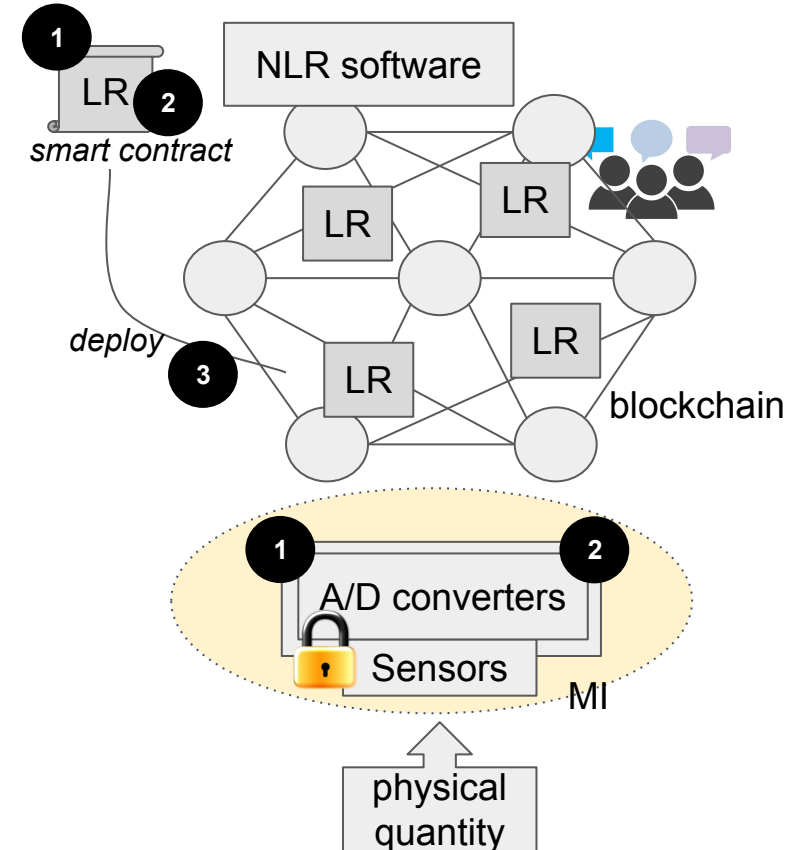 1
NLR software
LR
2
smart contract
LR
LR
deploy
3
LR
LR
blockchain
1
2
A/D converters
Sensors
MI
physical
quantity